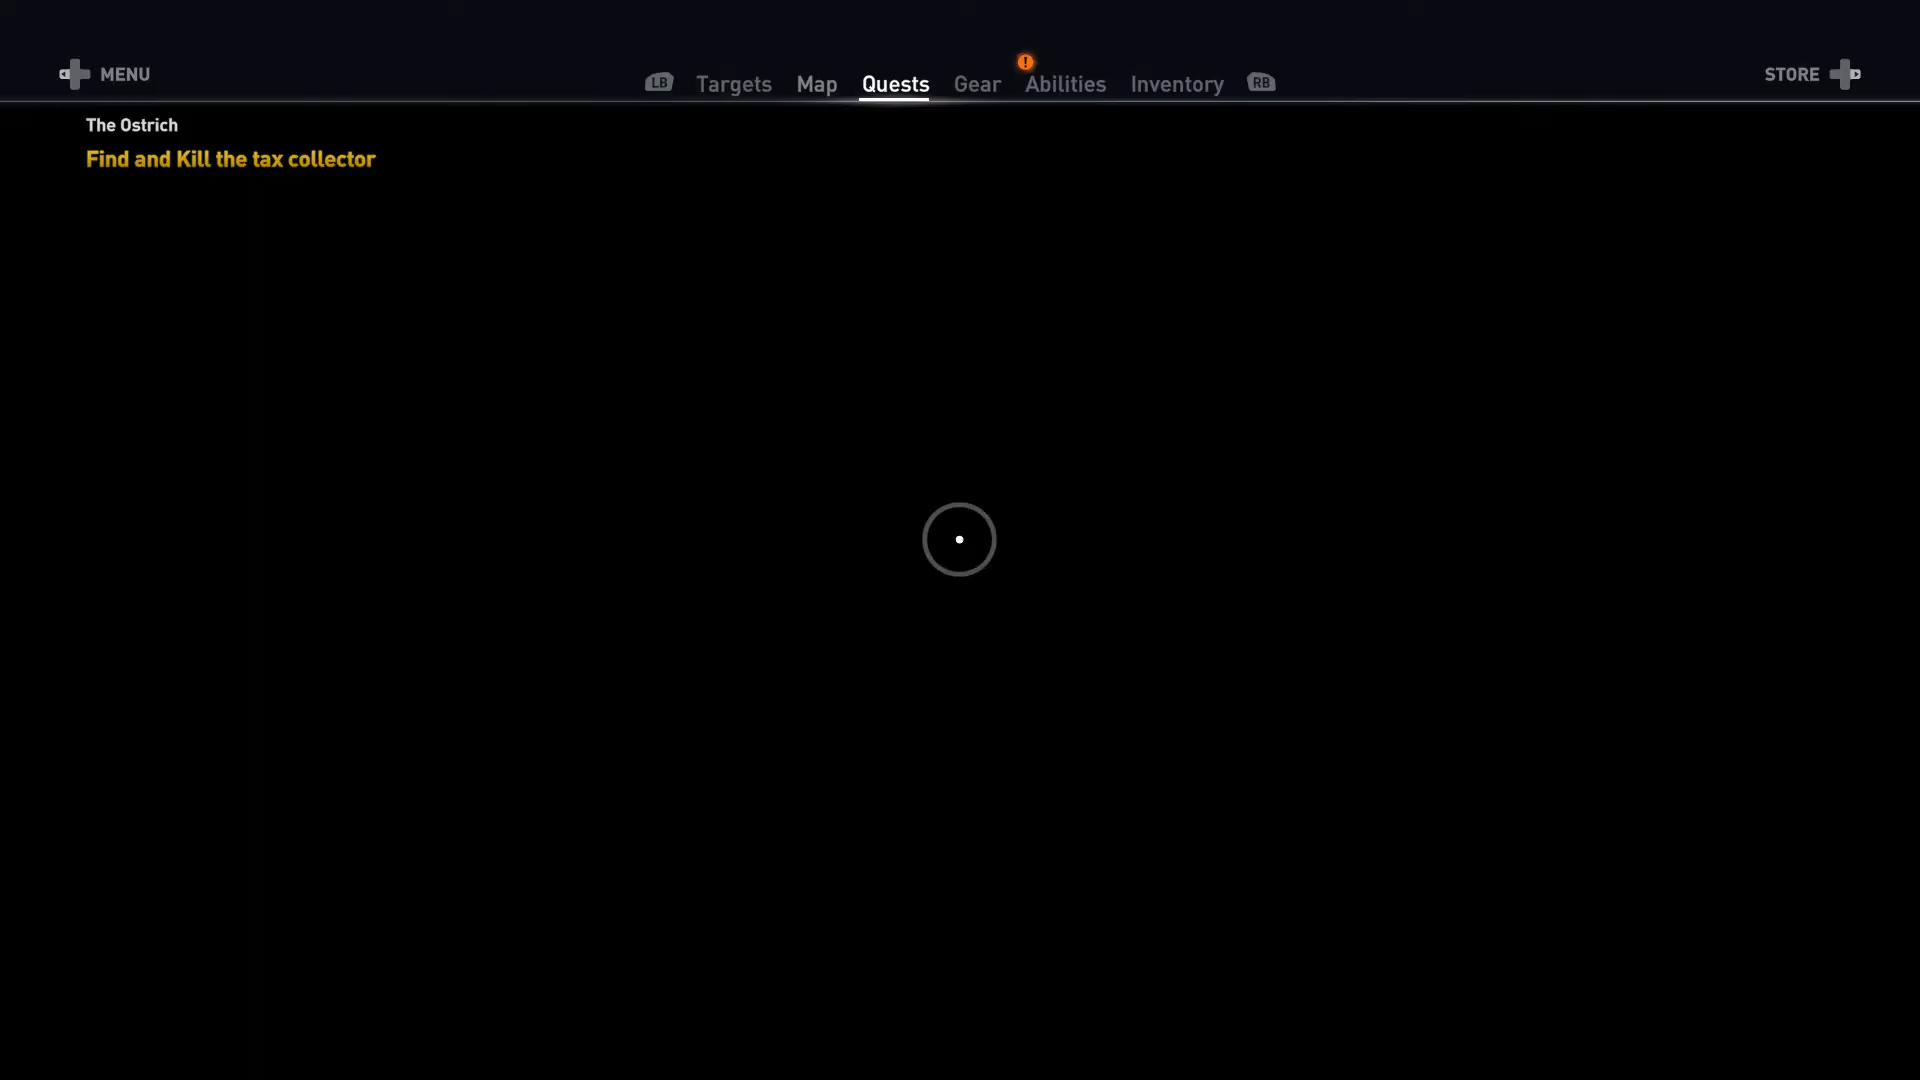 MENU
LB Targets Map Quests Gear ! Abilities Inventory RB
STORE
The Ostrich
Find and Kill the tax collector